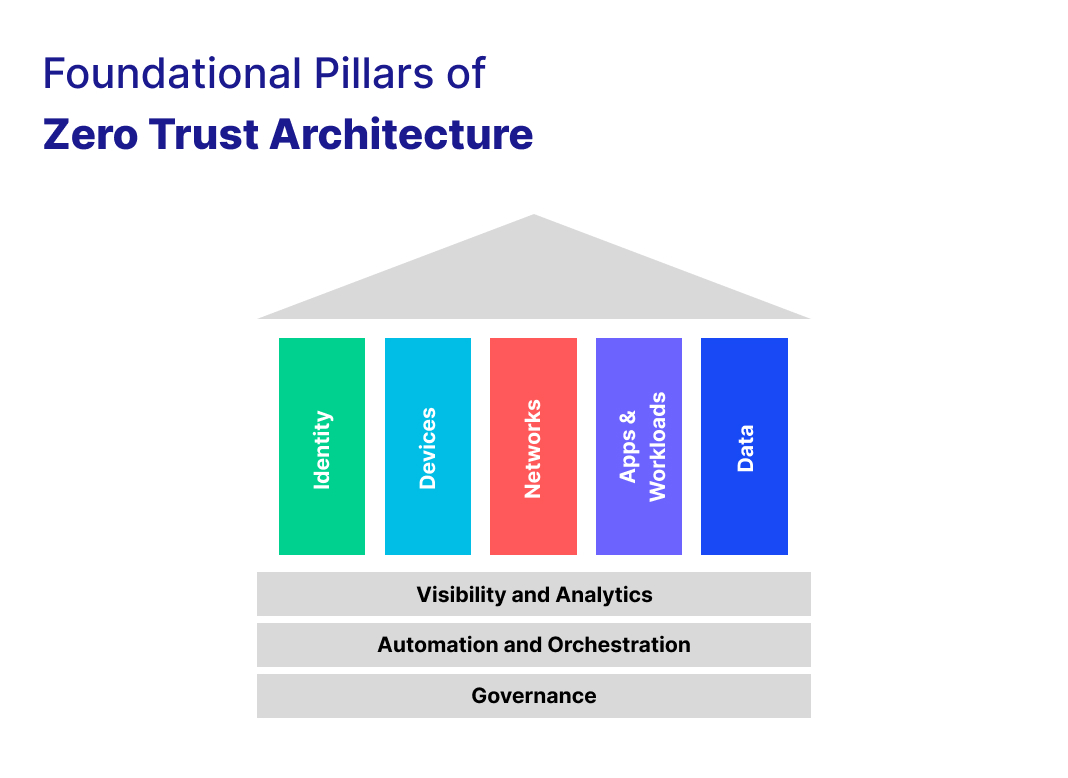 Foundational Pillars of
Zero Trust Architecture
Identity
Devices
Networks
Apps &
Workloads
Data
Visibility and Analytics
Automation and Orchestration
Governance